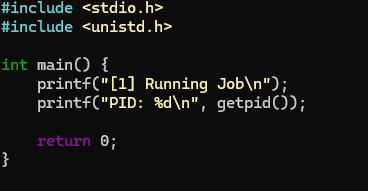 #include <stdio.h>
#include <unistd.h>

int main() {
    printf("[1] Running Job\n");
    printf("PID: %d\n", getpid());

    return 0;
}